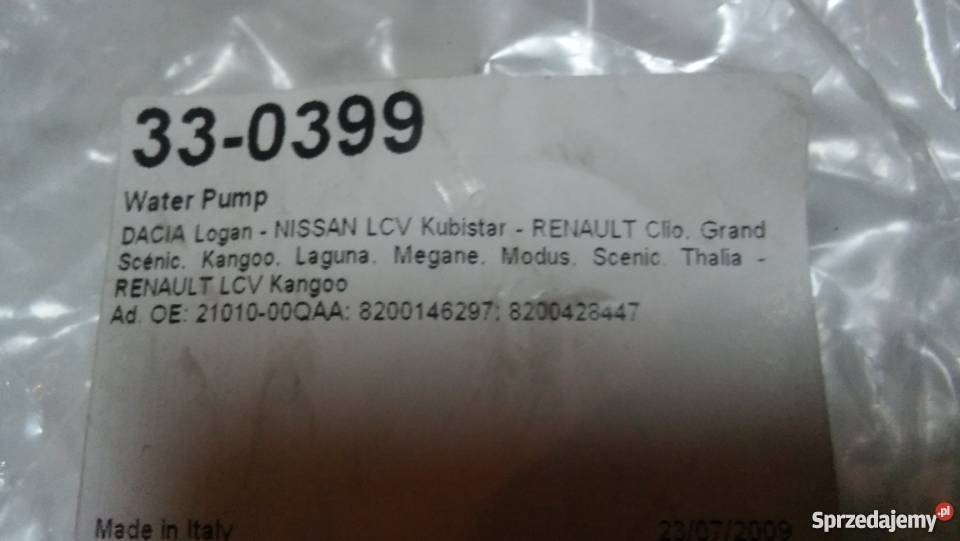 33-0399
Water Pump
DACIA Logan - NISSAN LCV Kubistar - RENAULT Clio, Grand
Scénic, Kangoo, Laguna, Megane, Modus, Scenic, Thalia -
RENAULT LCV Kangoo
Ad. OE: 21010-00QAA; 8200146297; 8200428447
Made in Italy 23/07/2009
Sprzedajemy.pl